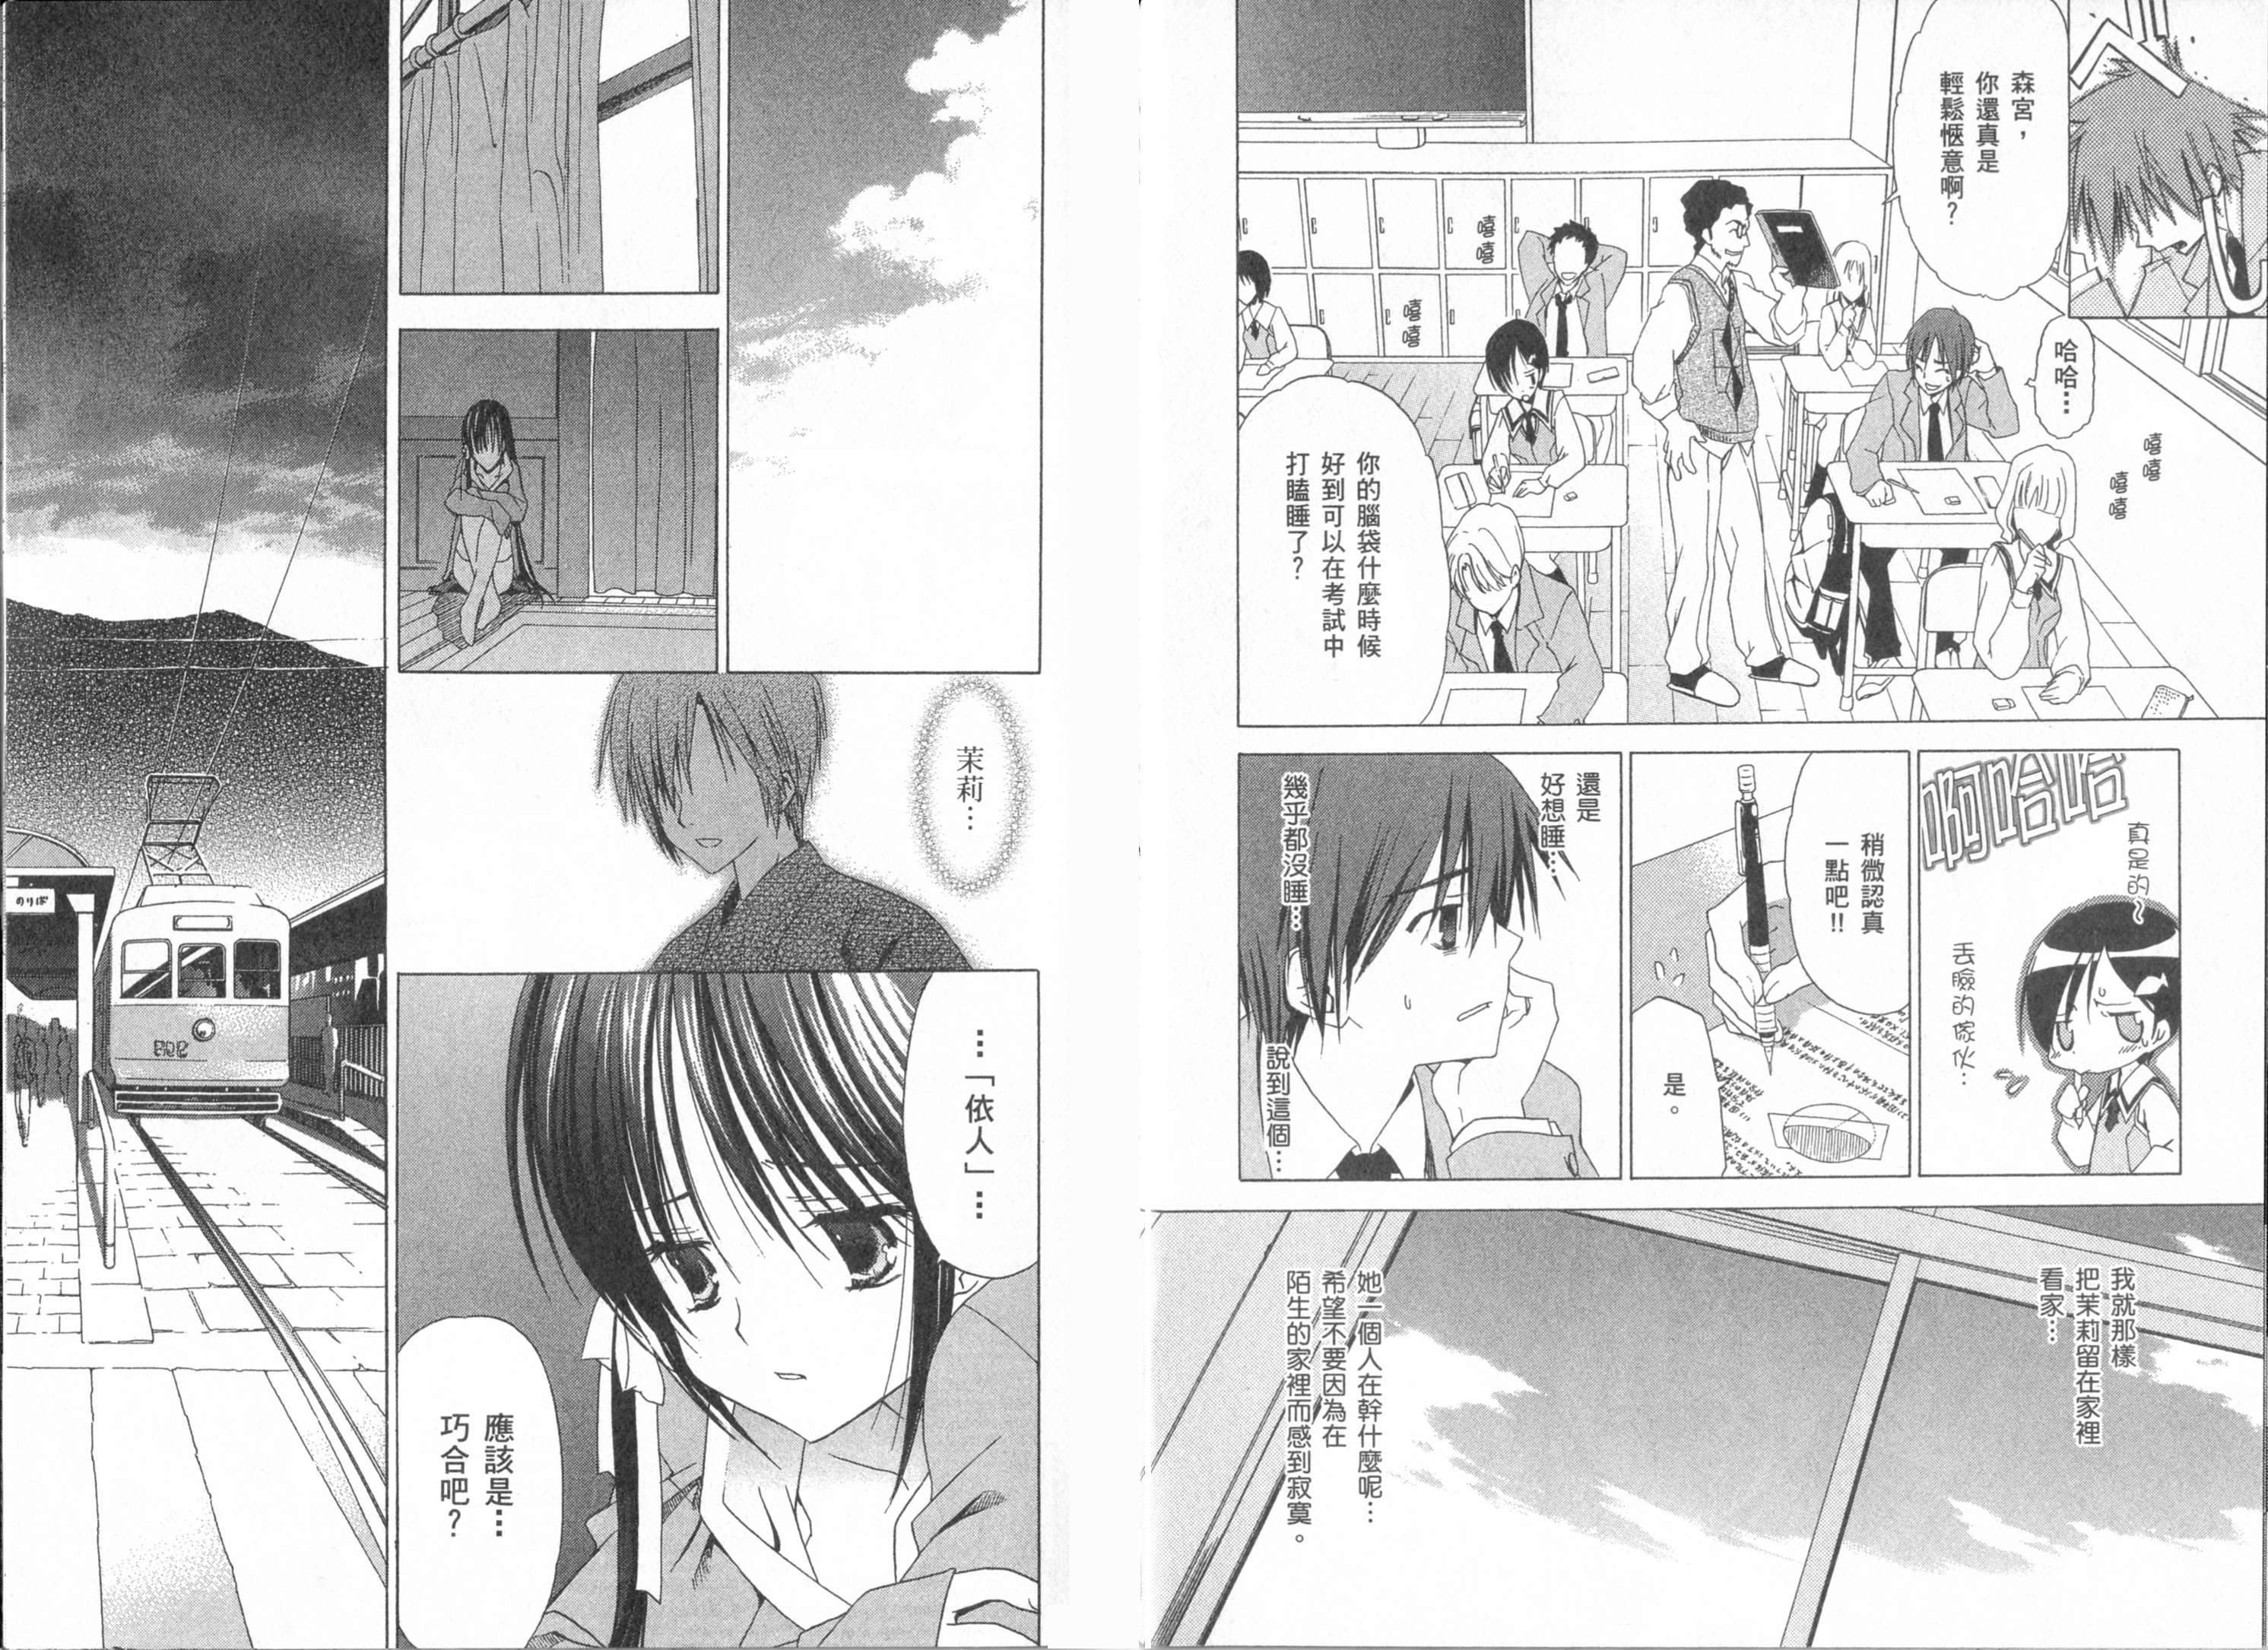 森宮，
你還真是
輕鬆愜意啊？
哈
哈…
嘻嘻
嘻嘻
嘻嘻
嘻嘻
你的腦袋什麼時候
好到可以在考試中
打瞌睡了？
啊哈哈
真是的～
丟臉的傢伙…
稍微認真
一點吧!!
是。
還是
好想睡…
幾乎都沒睡…
說到這個…
我就那樣
把茉莉留在家裡
看家…
她一個人在幹什麼呢…
希望不要因為在
陌生的家裡而感到寂寞。
茉莉…
…「依人」…
應該是…
巧合吧？
のりば